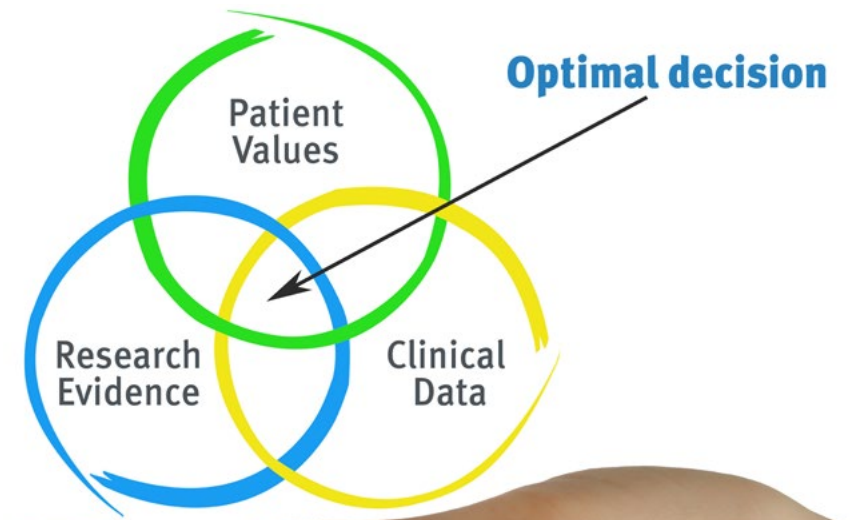 Optimal decision
Patient
Values
Research
Evidence
Clinical
Data